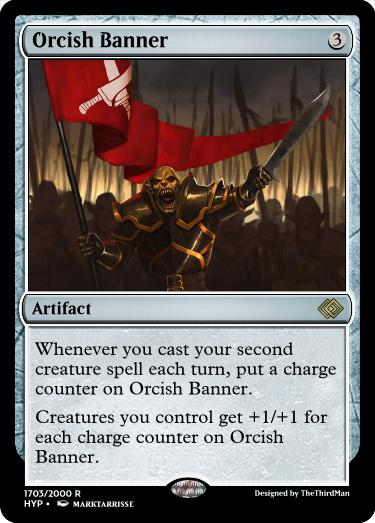 Orcish Banner 3
Artifact
Whenever you cast your second
creature spell each turn, put a charge
counter on Orcish Banner.
Creatures you control get +1/+1 for
each charge counter on Orcish
Banner.
1703/2000 R
HYP • MARKTARRISSE
Designed by TheThirdMan